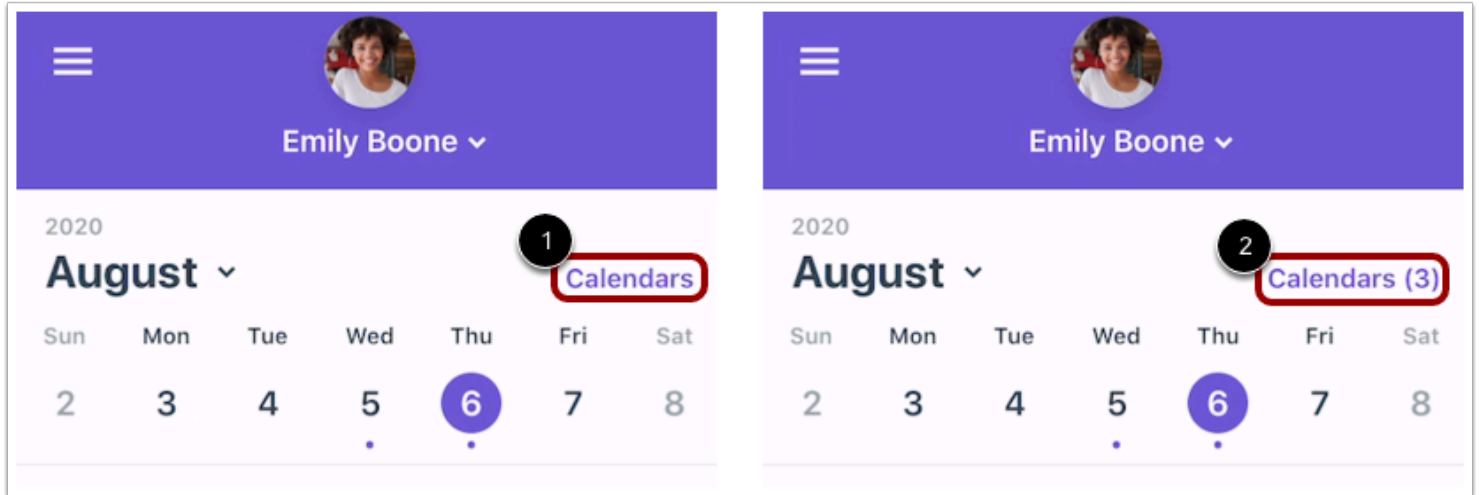 Emily Boone
2020
1
August
Calendars
Sun Mon Tue Wed Thu Fri Sat
2 3 4 5 6 7 8
Emily Boone
2020
2
August
Calendars (3)
Sun Mon Tue Wed Thu Fri Sat
2 3 4 5 6 7 8